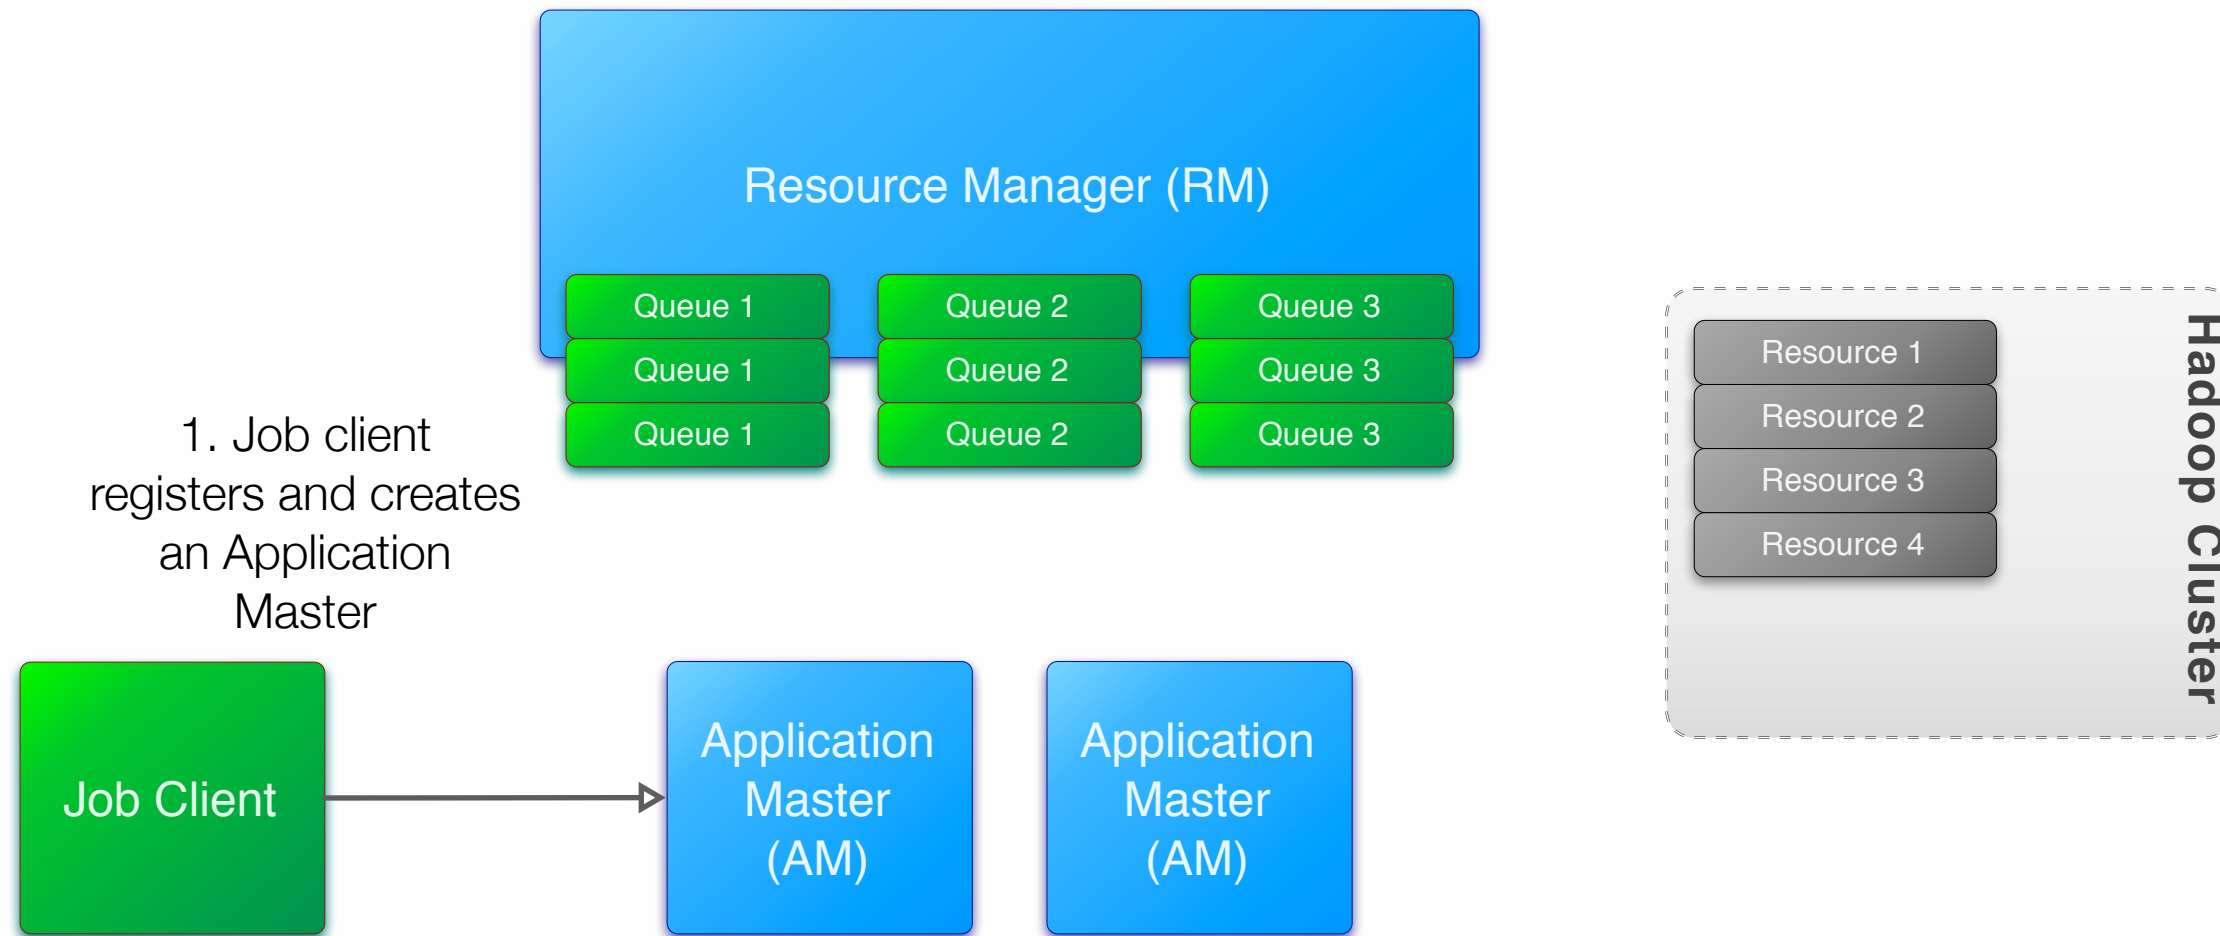 Resource Manager (RM)
Queue 1
Queue 2
Queue 3
Queue 1
Queue 2
Queue 3
Queue 1
Queue 2
Queue 3
1. Job client
registers and creates
an Application
Master
Resource 1
Resource 2
Resource 3
Resource 4
Hadoop Cluster
Job Client
Application
Master
(AM)
Application
Master
(AM)